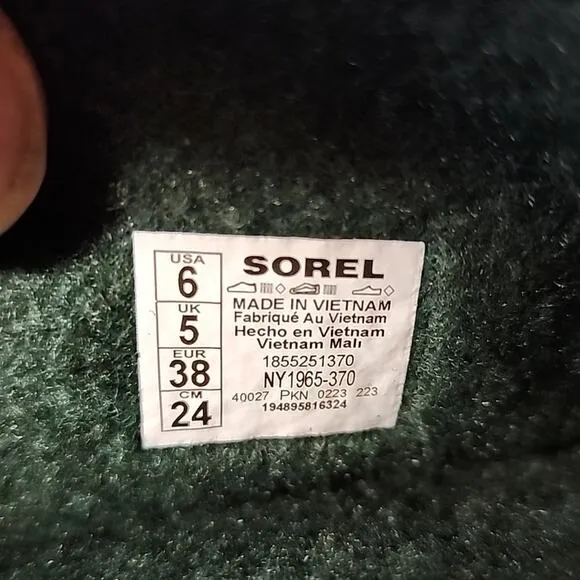 USA
6
UK
5
EUR
38
CM
24
SOREL
MADE IN VIETNAM
Fabriqué Au Vietnam
Hecho en Vietnam
Vietnam Malı
1855251370
NY1965-370
40027 PKN 0223 223
194895816324